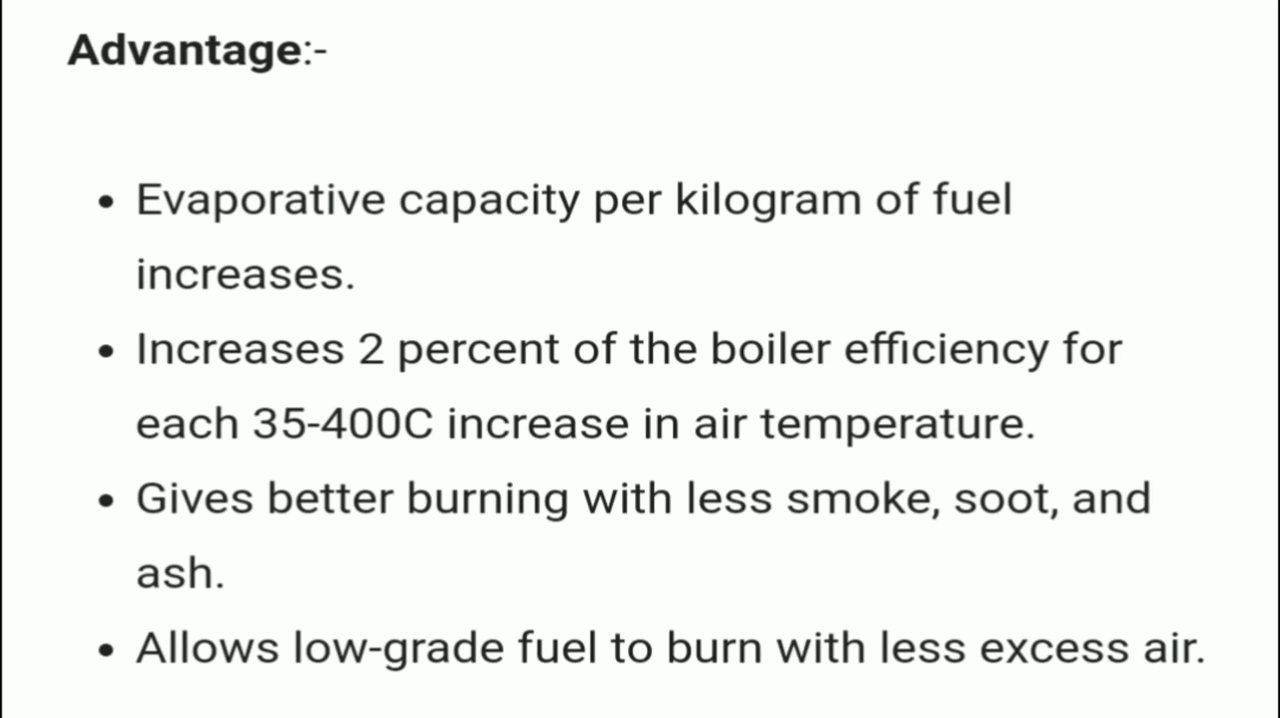 Advantage:-
• Evaporative capacity per kilogram of fuel
increases.
• Increases 2 percent of the boiler efficiency for
each 35-400C increase in air temperature.
• Gives better burning with less smoke, soot, and
ash.
• Allows low-grade fuel to burn with less excess air.